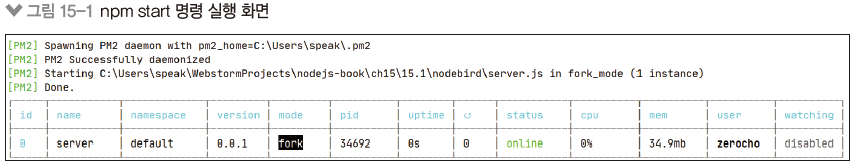 그림 15-1 npm start 명령 실행 화면
[PM2] Spawning PM2 daemon with pm2_home=C:\Users\speak\.pm2
[PM2] PM2 Successfully daemonized
[PM2] Starting C:\Users\speak\WebstormProjects\nodejs-book\ch15\15.1\nodebird\server.js in fork_mode (1 instance)
[PM2] Done.
id name namespace version mode pid uptime ↺ status cpu mem user watching
0 server default 0.0.1 fork 34692 0s 0 online 0% 34.9mb zerocho disabled